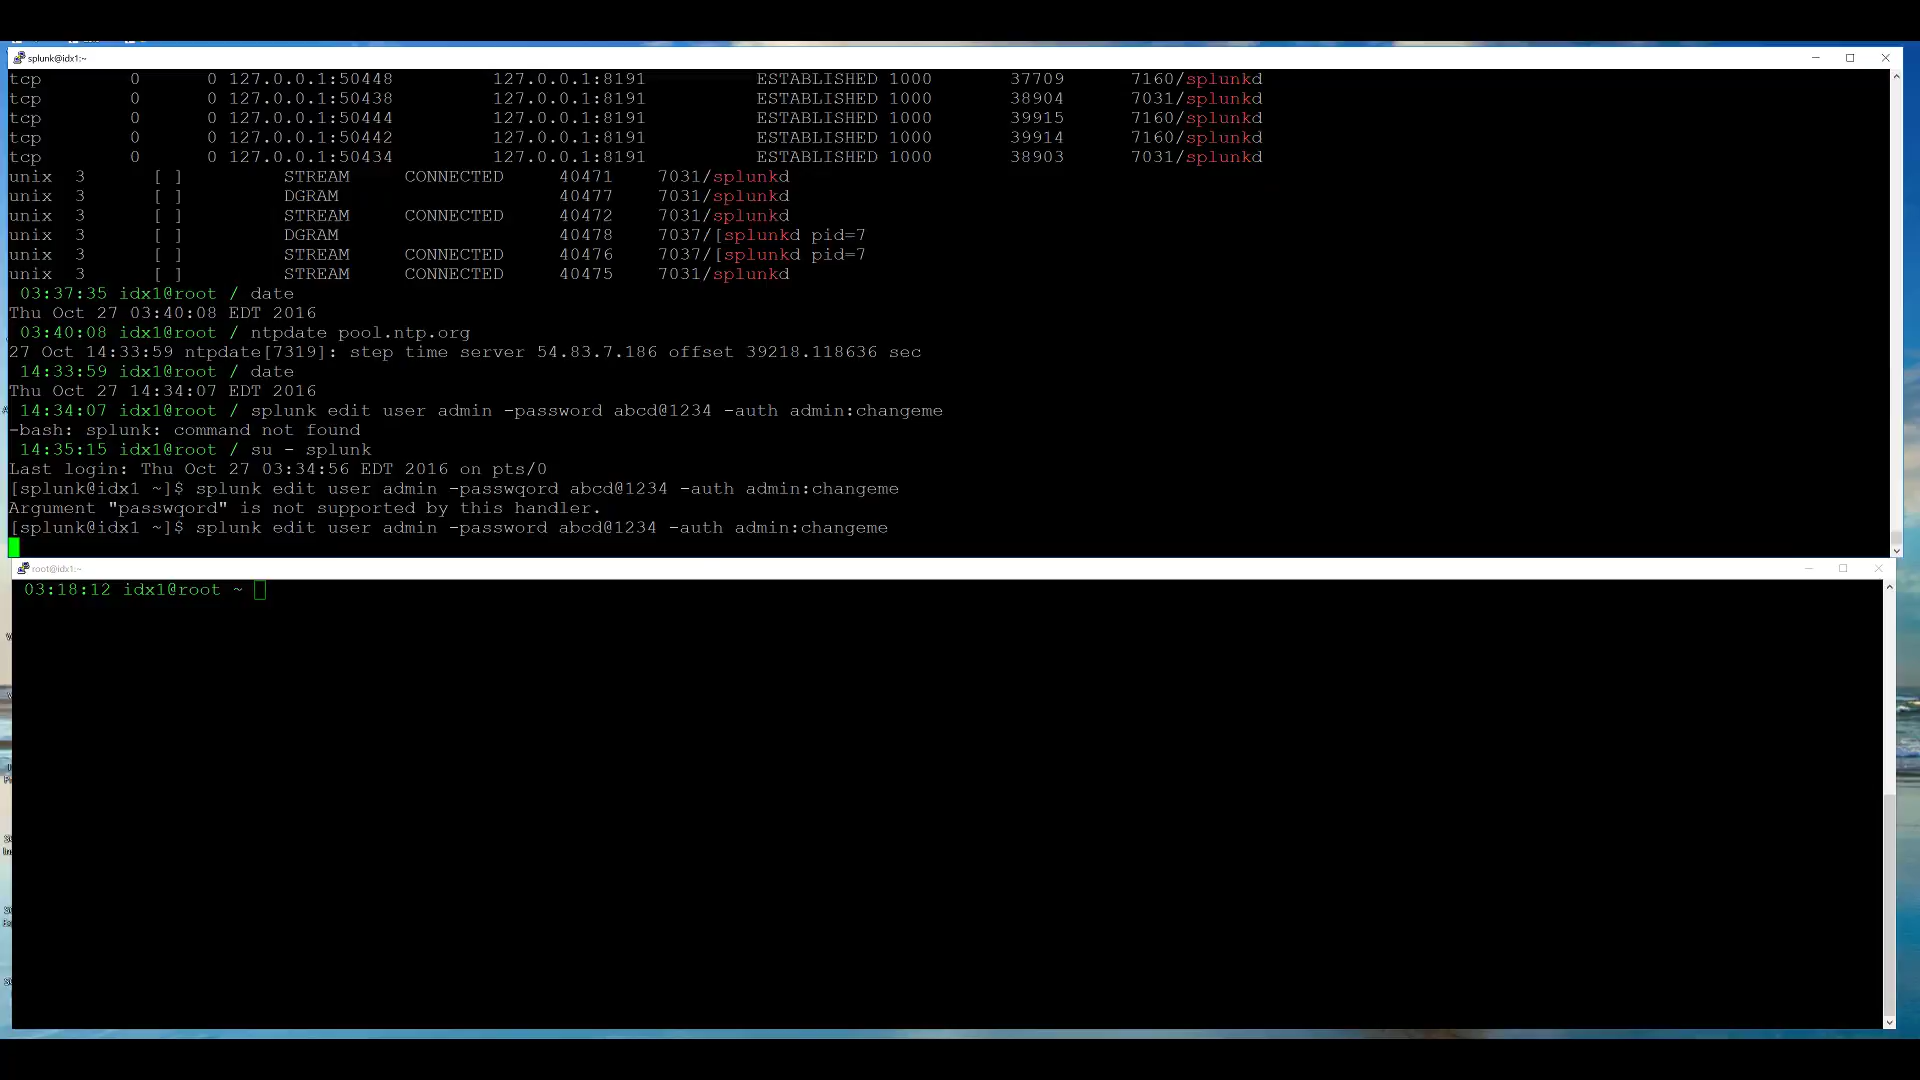 splunk@idx1:~
tcp 0 0 127.0.0.1:50448 127.0.0.1:8191 ESTABLISHED 1000 37709 7160/splunkd
tcp 0 0 127.0.0.1:50438 127.0.0.1:8191 ESTABLISHED 1000 38904 7031/splunkd
tcp 0 0 127.0.0.1:50444 127.0.0.1:8191 ESTABLISHED 1000 39915 7160/splunkd
tcp 0 0 127.0.0.1:50442 127.0.0.1:8191 ESTABLISHED 1000 39914 7160/splunkd
tcp 0 0 127.0.0.1:50434 127.0.0.1:8191 ESTABLISHED 1000 38903 7031/splunkd
unix 3 [ ] STREAM CONNECTED 40471 7031/splunkd
unix 3 [ ] DGRAM 40477 7031/splunkd
unix 3 [ ] STREAM CONNECTED 40472 7031/splunkd
unix 3 [ ] DGRAM 40478 7037/[splunkd pid=7
unix 3 [ ] STREAM CONNECTED 40476 7037/[splunkd pid=7
unix 3 [ ] STREAM CONNECTED 40475 7031/splunkd
03:37:35 idx1@root / date
Thu Oct 27 03:40:08 EDT 2016
03:40:08 idx1@root / ntpdate pool.ntp.org
27 Oct 14:33:59 ntpdate[7319]: step time server 54.83.7.186 offset 39218.118636 sec
14:33:59 idx1@root / date
Thu Oct 27 14:34:07 EDT 2016
14:34:07 idx1@root / splunk edit user admin -password abcd@1234 -auth admin:changeme
-bash: splunk: command not found
14:35:15 idx1@root / su - splunk
Last login: Thu Oct 27 03:34:56 EDT 2016 on pts/0
[splunk@idx1 ~]$ splunk edit user admin -passwqord abcd@1234 -auth admin:changeme
Argument "passwqord" is not supported by this handler.
[splunk@idx1 ~]$ splunk edit user admin -password abcd@1234 -auth admin:changeme
root@idx1:~
03:18:12 idx1@root ~